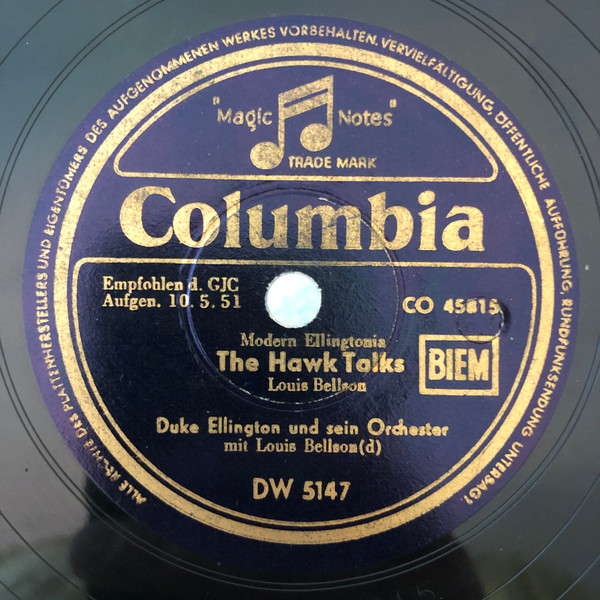 ALLE RECHTE DES PLATTENHERSTELLERS UND EIGENTÜMERS DES AUFGENOMMENEN WERKES VORBEHALTEN. VERVIELFÄLTIGUNG, ÖFFENTLICHE AUFFÜHRUNG, RUNDFUNKSENDUNG UNTERSAGT!
"Magic Notes"
TRADE MARK
Columbia
Empfohlen d. GJC
Aufgen. 10. 5. 51
CO 45815
Modern Ellingtonia
The Hawk Talks
Louis Bellson
BIEM
Duke Ellington und sein Orchester
mit Louis Bellson(d)
DW 5147